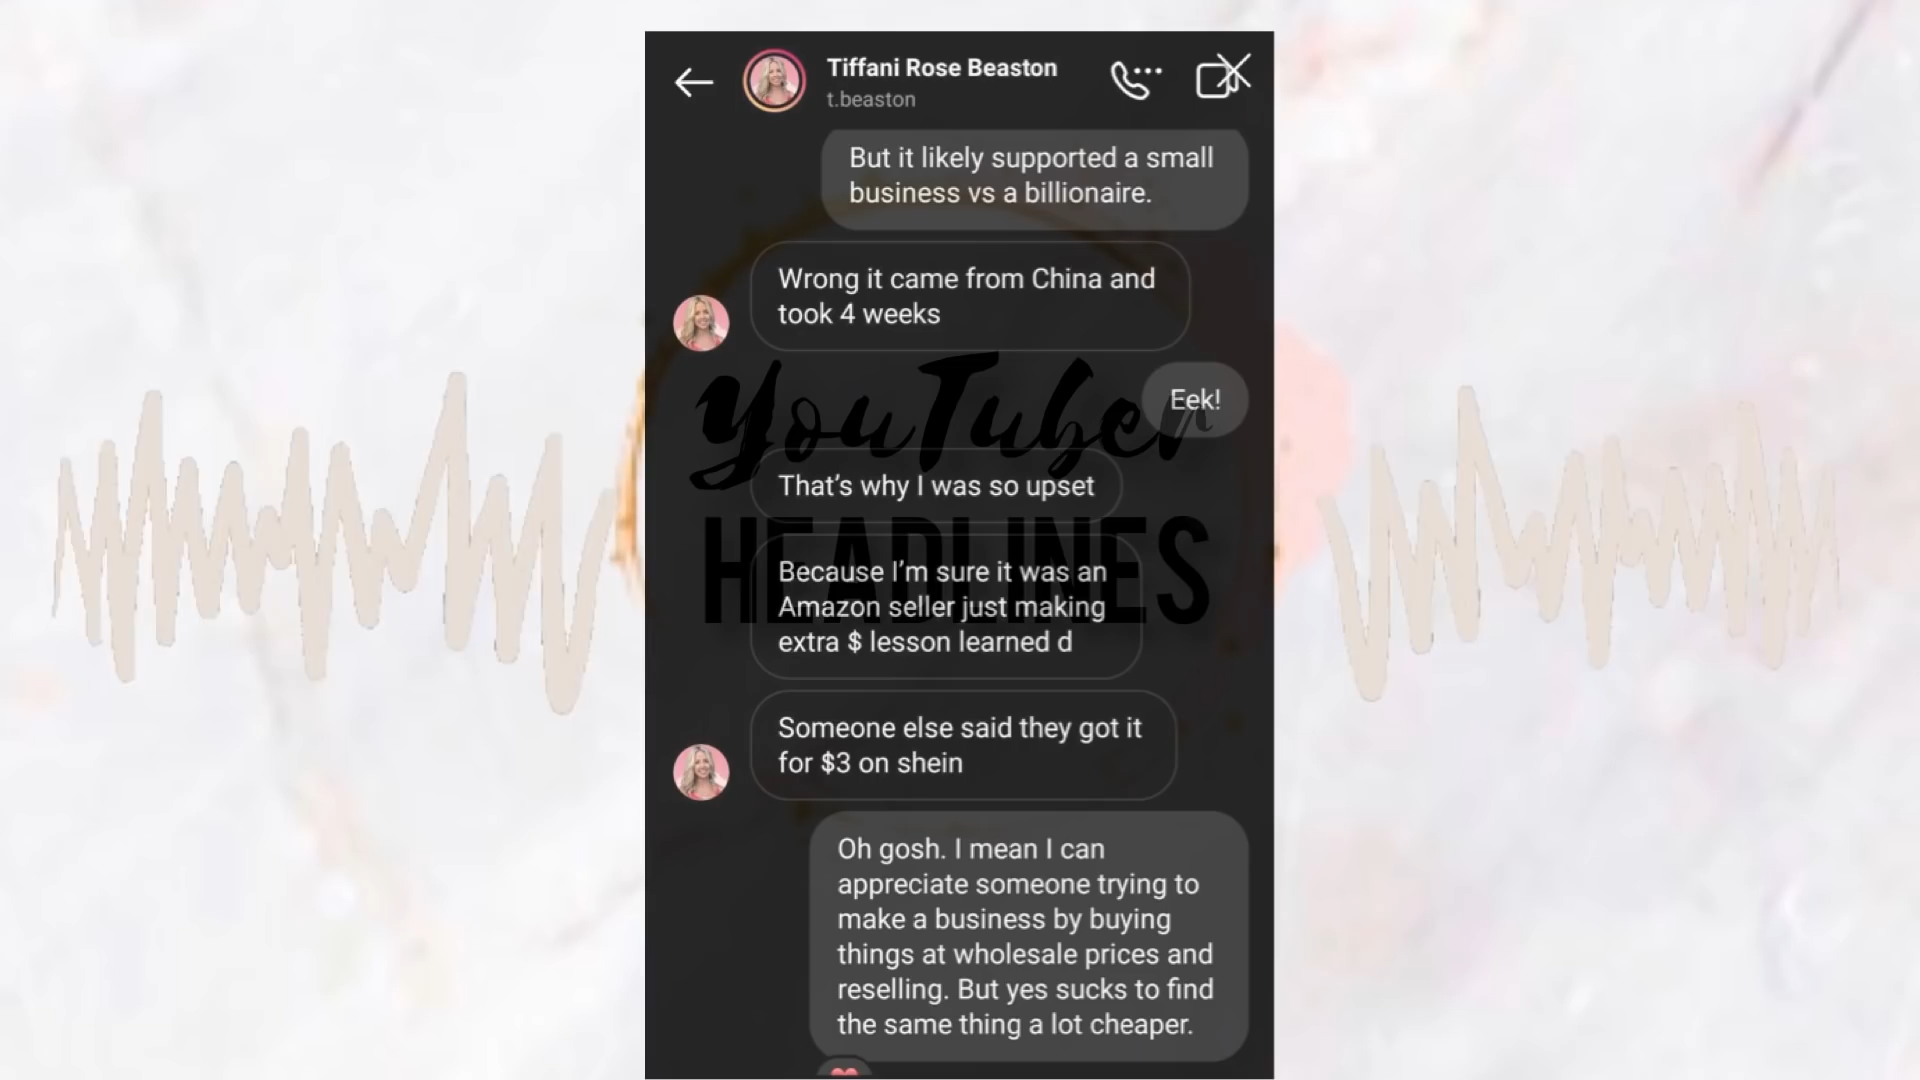 Tiffani Rose Beaston
t.beaston
But it likely supported a small
business vs a billionaire.
Wrong it came from China and
took 4 weeks
Eek!
YouTuber
HEADLINES
That's why I was so upset
Because I'm sure it was an
Amazon seller just making
extra $ lesson learned d
Someone else said they got it
for $3 on shein
Oh gosh. I mean I can
appreciate someone trying to
make a business by buying
things at wholesale prices and
reselling. But yes sucks to find
the same thing a lot cheaper.